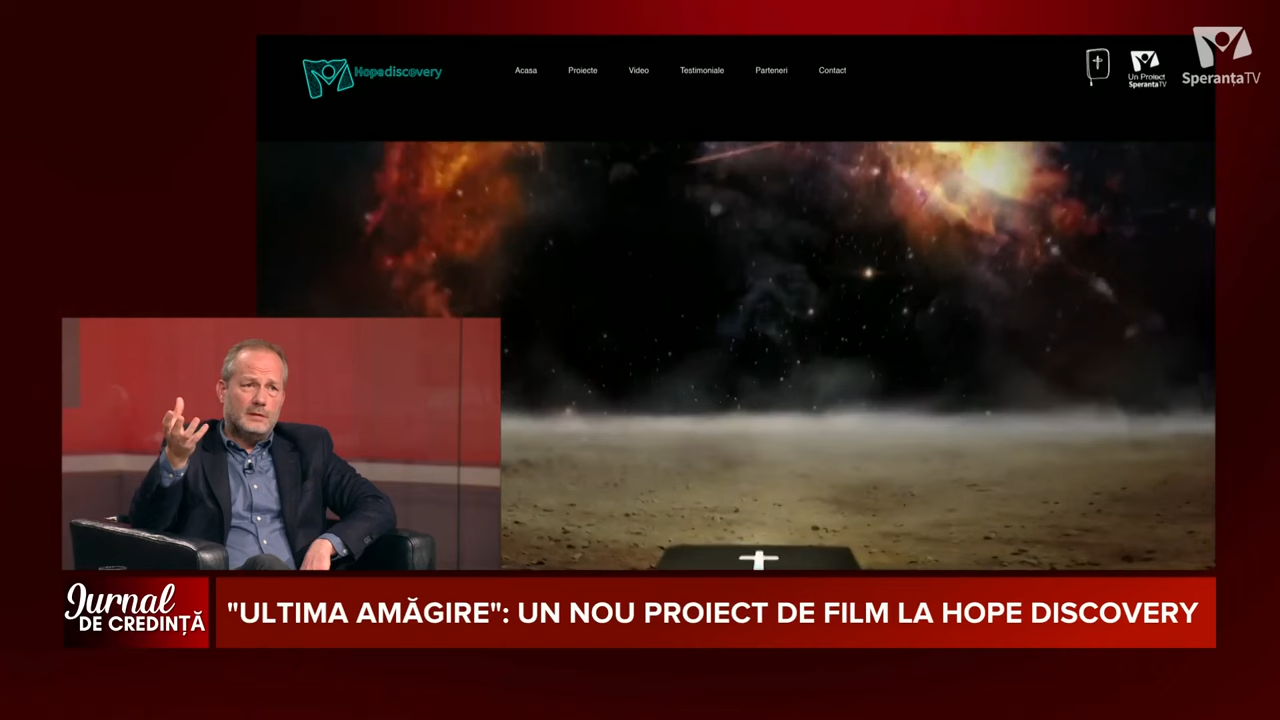 Hopediscovery
Acasa
Proiecte
Video
Testimoniale
Parteneri
Contact
Un Proiect
SperanțaTV
SperanțaTV
Jurnal
DE CREDINȚĂ
"ULTIMA AMĂGIRE": UN NOU PROIECT DE FILM LA HOPE DISCOVERY